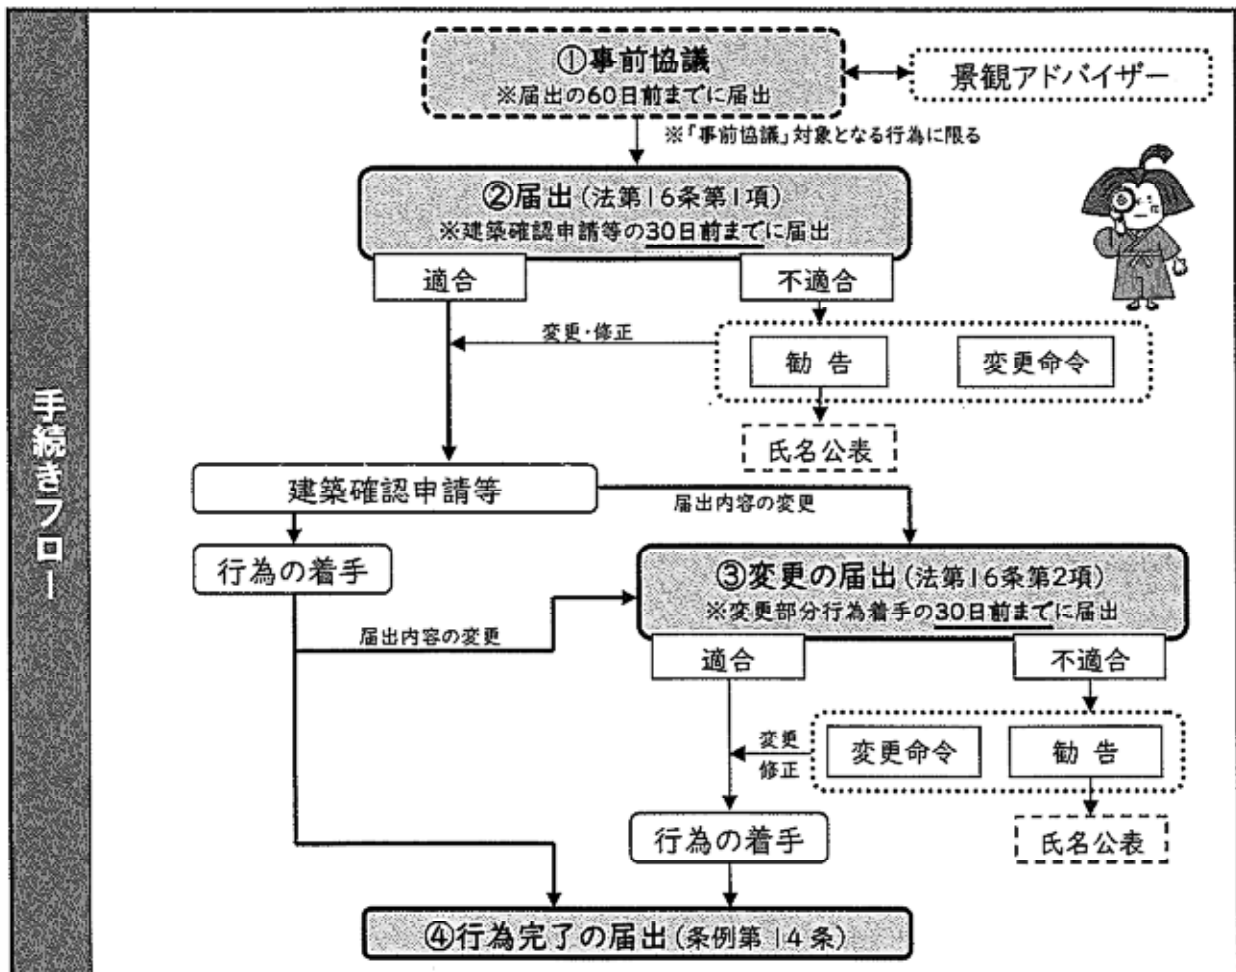 手続きフロー
①事前協議
※届出の60日前までに届出
景観アドバイザー
※「事前協議」対象となる行為に限る
②届出(法第16条第1項)
※建築確認申請等の30日前までに届出
適合
不適合
変更・修正
勧告
変更命令
氏名公表
建築確認申請等
届出内容の変更
行為の着手
③変更の届出(法第16条第2項)
※変更部分行為着手の30日前までに届出
届出内容の変更
適合
不適合
変更
修正
変更命令
勧告
行為の着手
氏名公表
④行為完了の届出(条例第14条)